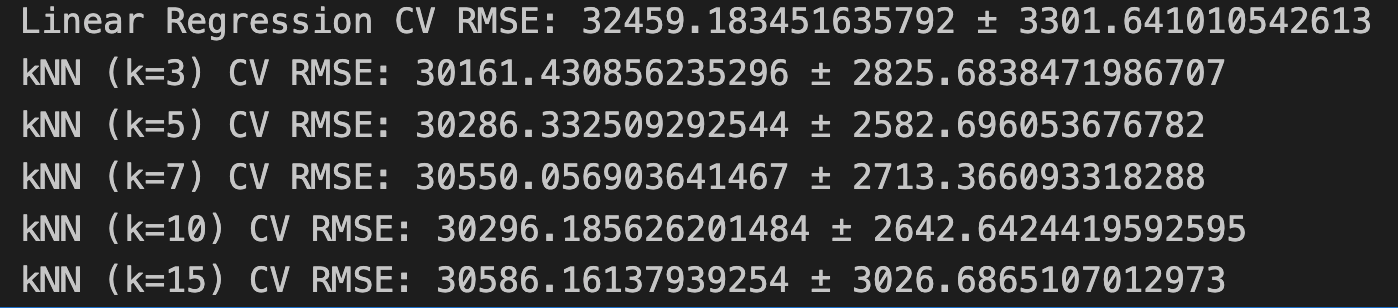 Linear Regression CV RMSE: 32459.183451635792 ± 3301.641010542613
kNN (k=3) CV RMSE: 30161.430856235296 ± 2825.6838471986707
kNN (k=5) CV RMSE: 30286.332509292544 ± 2582.696053676782
kNN (k=7) CV RMSE: 30550.056903641467 ± 2713.366093318288
kNN (k=10) CV RMSE: 30296.185626201484 ± 2642.6424419592595
kNN (k=15) CV RMSE: 30586.16137939254 ± 3026.6865107012973